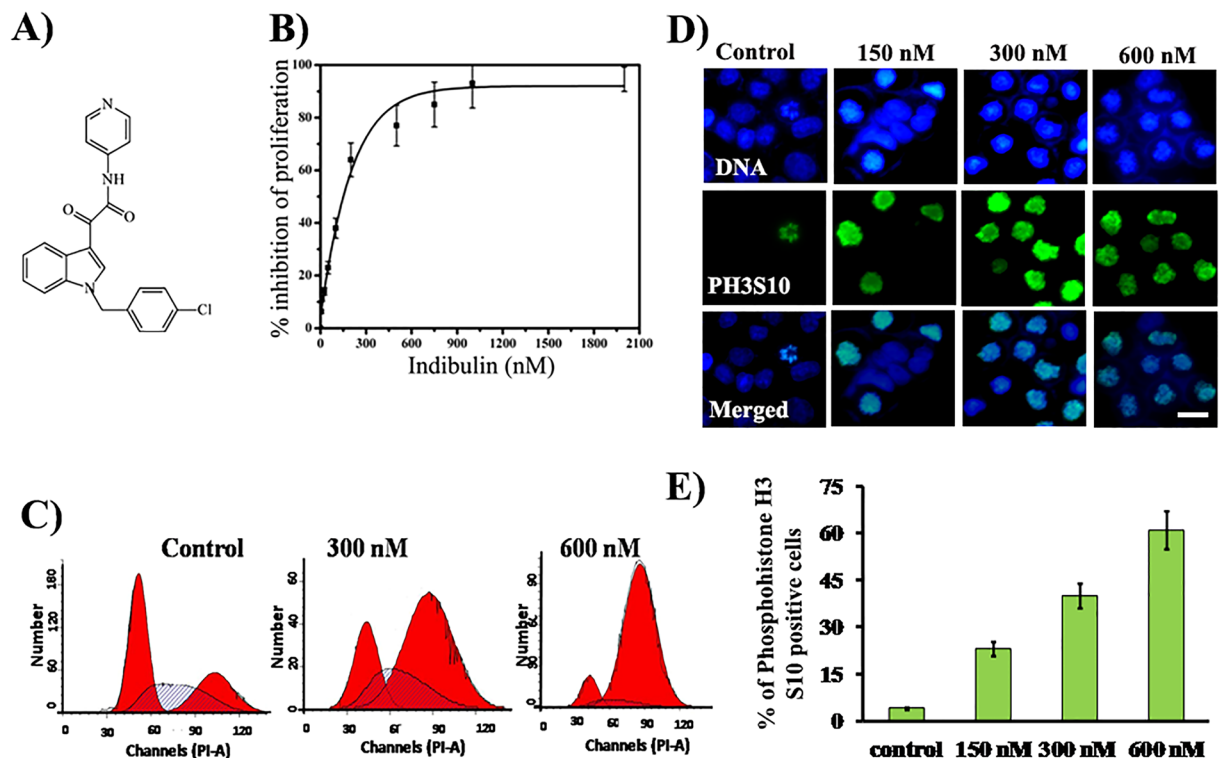 A)
N
NH
O
O
N
Cl
B)
% inhibition of proliferation
100
80
60
40
20
0
0 300 600 900 1200 1500 1800 2100
Indibulin (nM)
D)
Control 150 nM 300 nM 600 nM
DNA
PH3S10
Merged
C)
Control
Number
180
120
60
0
0 30 60 90 120
Channels (PI-A)
300 nM
Number
60
40
20
0
0 30 60 90 120
Channels (PI-A)
600 nM
Number
90
60
30
0
0 30 60 90 120
Channels (PI-A)
E)
% of Phosphohistone H3
S10 positive cells
75
60
45
30
15
0
control 150 nM 300 nM 600 nM